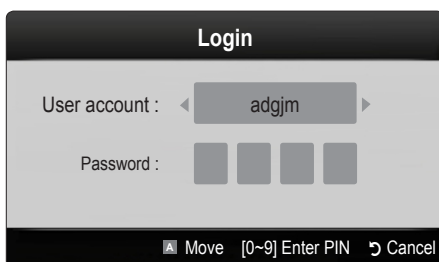 Login
User account : adgjm
Password :
A Move [0~9] Enter PIN Cancel